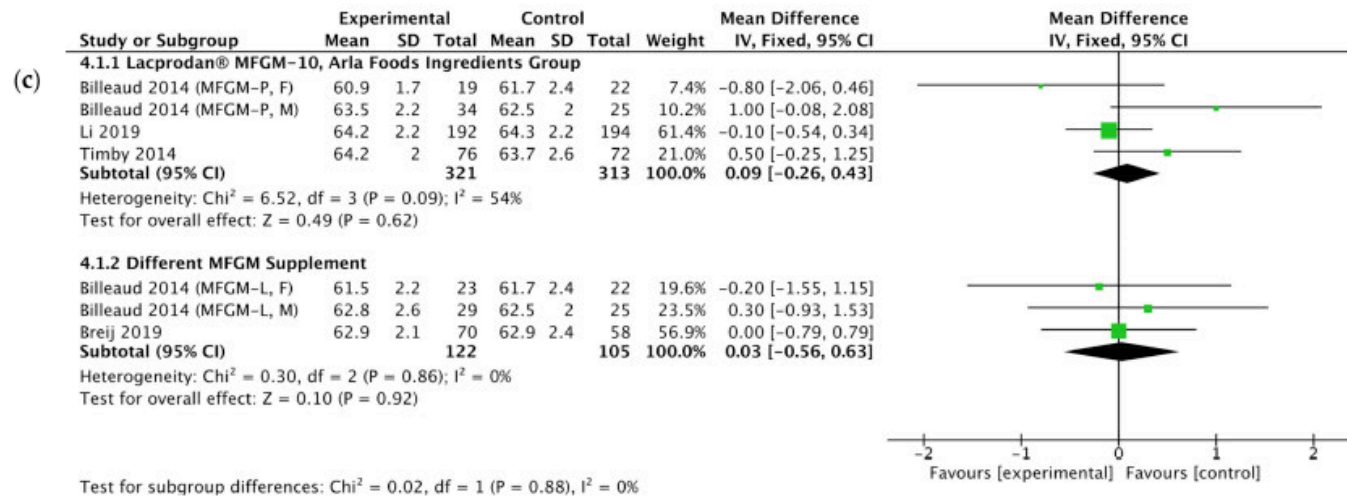 Experimental Control Mean Difference Mean Difference
Study or Subgroup Mean SD Total Mean SD Total Weight IV, Fixed, 95% CI IV, Fixed, 95% CI
4.1.1 Lacprodan® MFGM-10, Arla Foods Ingredients Group
(c)
Billeaud 2014 (MFGM-P, F) 60.9 1.7 19 61.7 2.4 22 7.4% -0.80 [-2.06, 0.46]
Billeaud 2014 (MFGM-P, M) 63.5 2.2 34 62.5 2 25 10.2% 1.00 [-0.08, 2.08]
Li 2019 64.2 2.2 192 64.3 2.2 194 61.4% -0.10 [-0.54, 0.34]
Timby 2014 64.2 2 76 63.7 2.6 72 21.0% 0.50 [-0.25, 1.25]
Subtotal (95% CI) 321 313 100.0% 0.09 [-0.26, 0.43]
Heterogeneity: Chi² = 6.52, df = 3 (P = 0.09); I² = 54%
Test for overall effect: Z = 0.49 (P = 0.62)
4.1.2 Different MFGM Supplement
Billeaud 2014 (MFGM-L, F) 61.5 2.2 23 61.7 2.4 22 19.6% -0.20 [-1.55, 1.15]
Billeaud 2014 (MFGM-L, M) 62.8 2.6 29 62.5 2 25 23.5% 0.30 [-0.93, 1.53]
Breij 2019 62.9 2.1 70 62.9 2.4 58 56.9% 0.00 [-0.79, 0.79]
Subtotal (95% CI) 122 105 100.0% 0.03 [-0.56, 0.63]
Heterogeneity: Chi² = 0.30, df = 2 (P = 0.86); I² = 0%
Test for overall effect: Z = 0.10 (P = 0.92)
-2 -1 0 1 2
Favours [experimental] Favours [control]
Test for subgroup differences: Chi² = 0.02, df = 1 (P = 0.88), I² = 0%